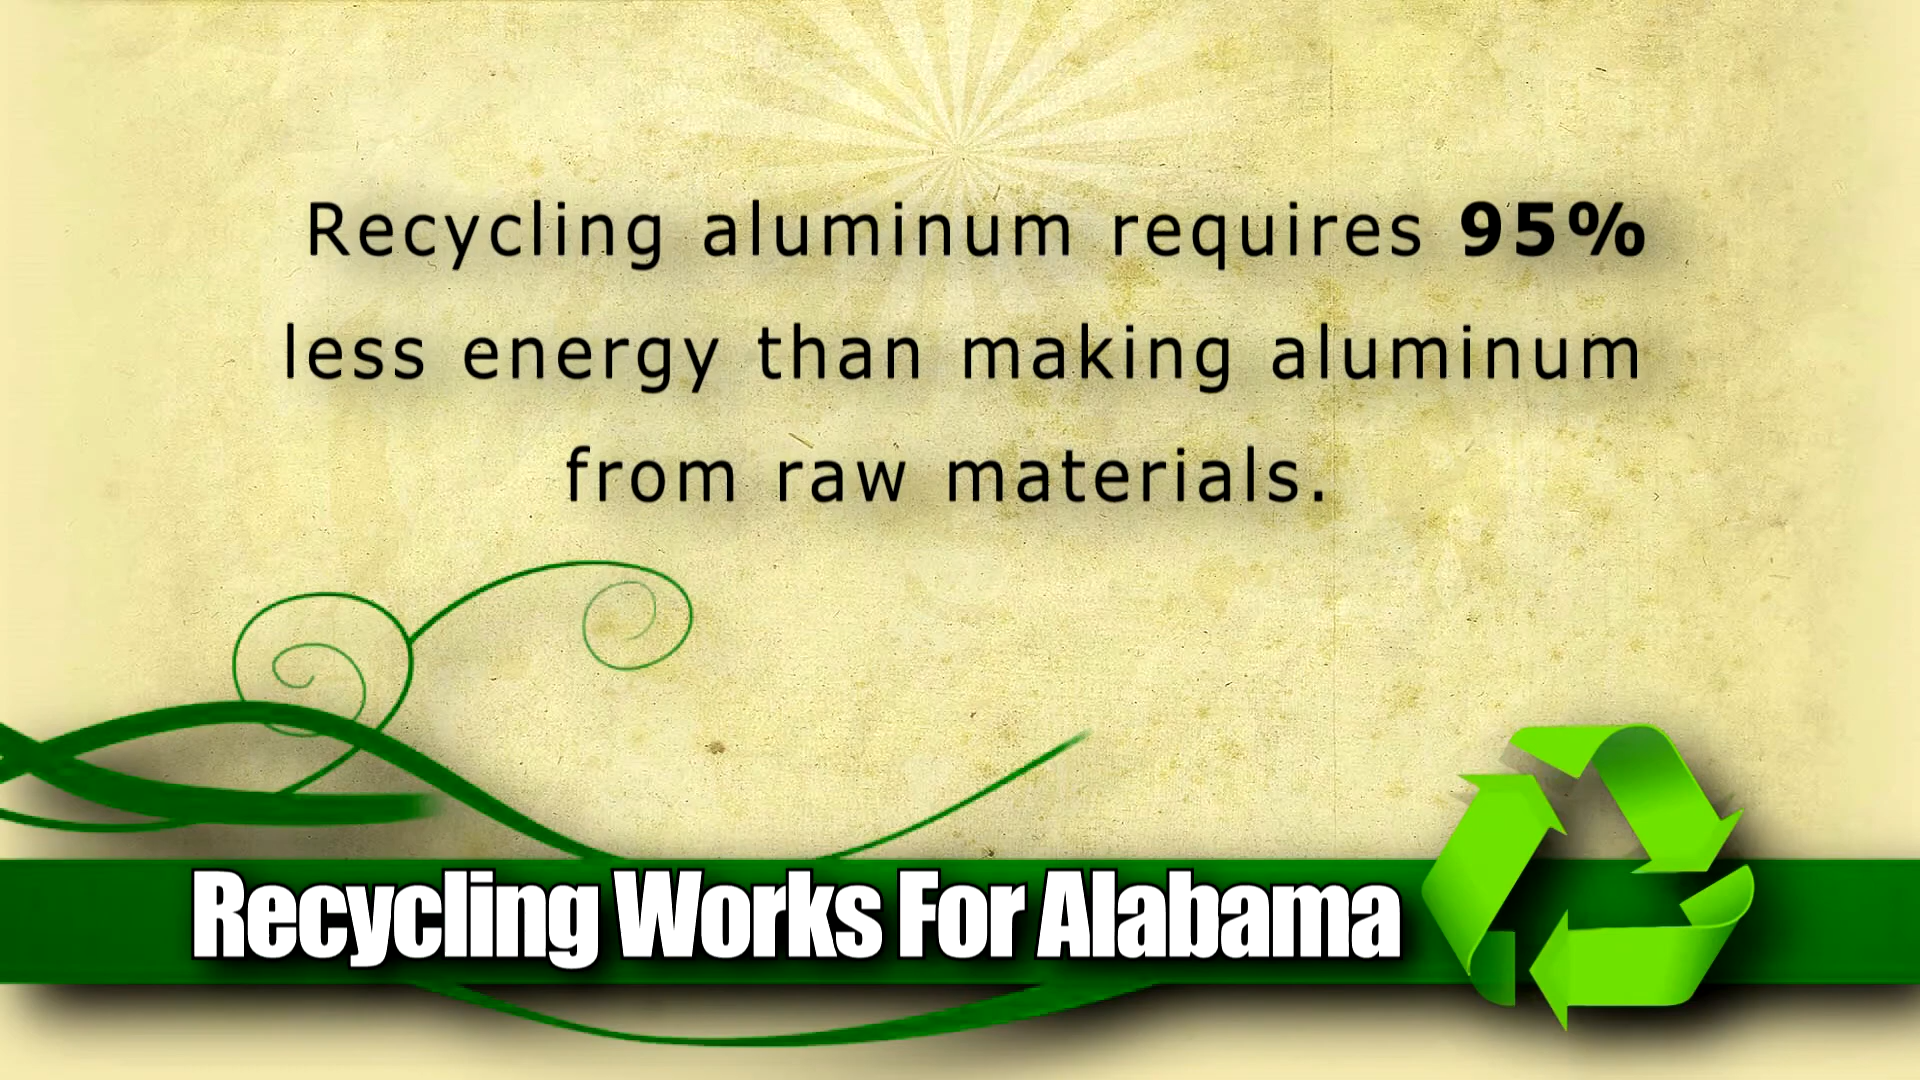 Recycling aluminum requires 95%
less energy than making aluminum
from raw materials.
Recycling Works For Alabama